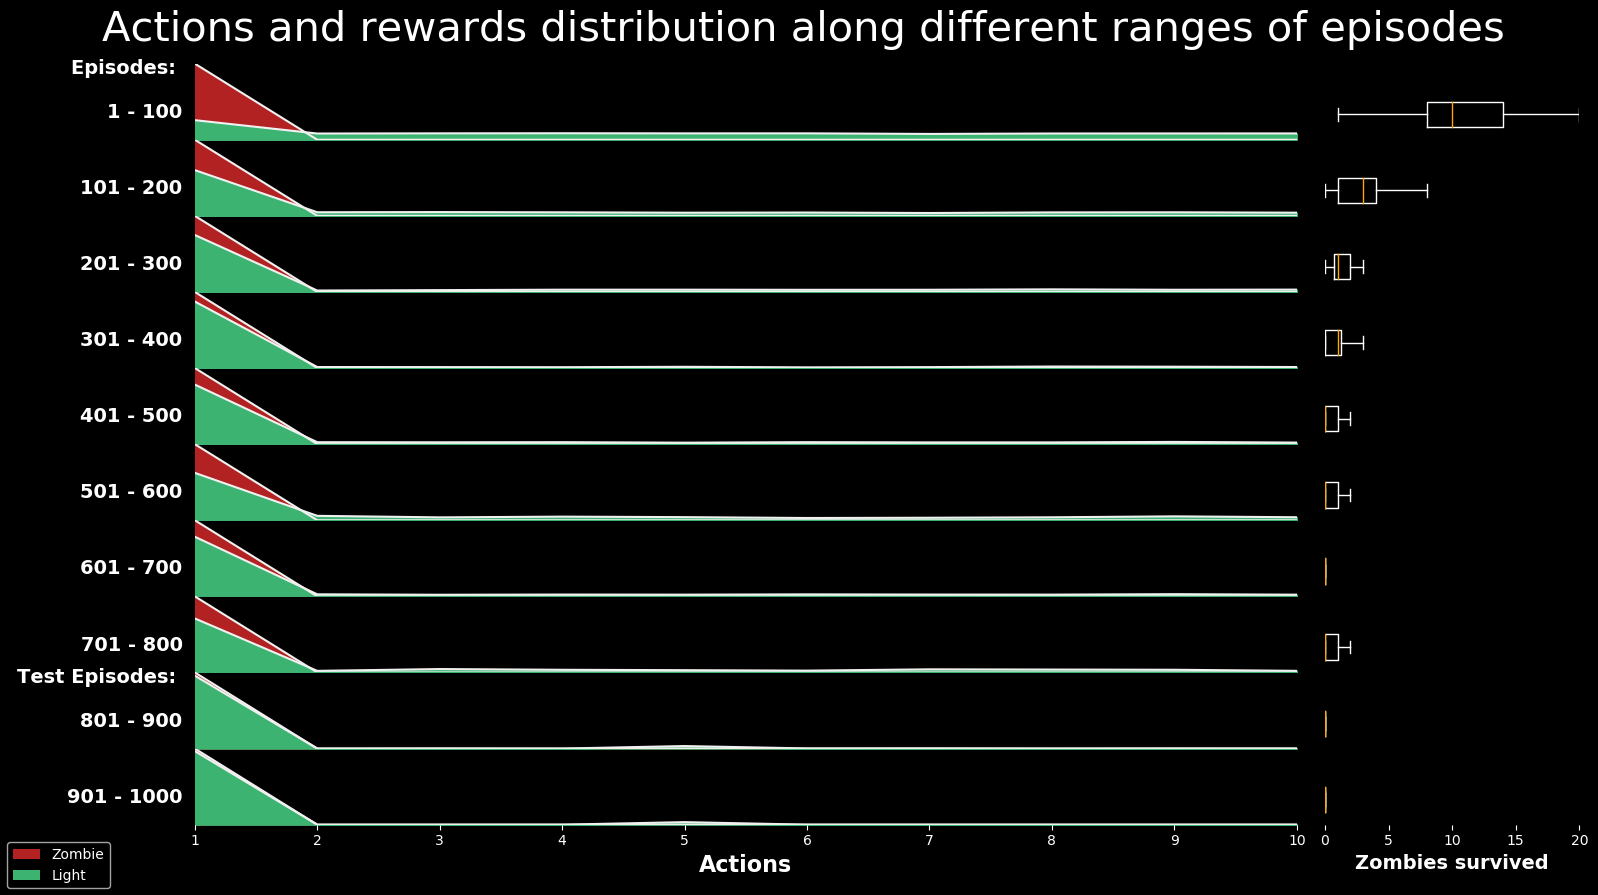 Actions and rewards distribution along different ranges of episodes
Episodes:
1 - 100
101 - 200
201 - 300
301 - 400
401 - 500
501 - 600
601 - 700
701 - 800
Test Episodes:
801 - 900
901 - 1000
1 2 3 4 5 6 7 8 9 10
0 5 10 15 20
Actions
Zombies survived
Zombie
Light